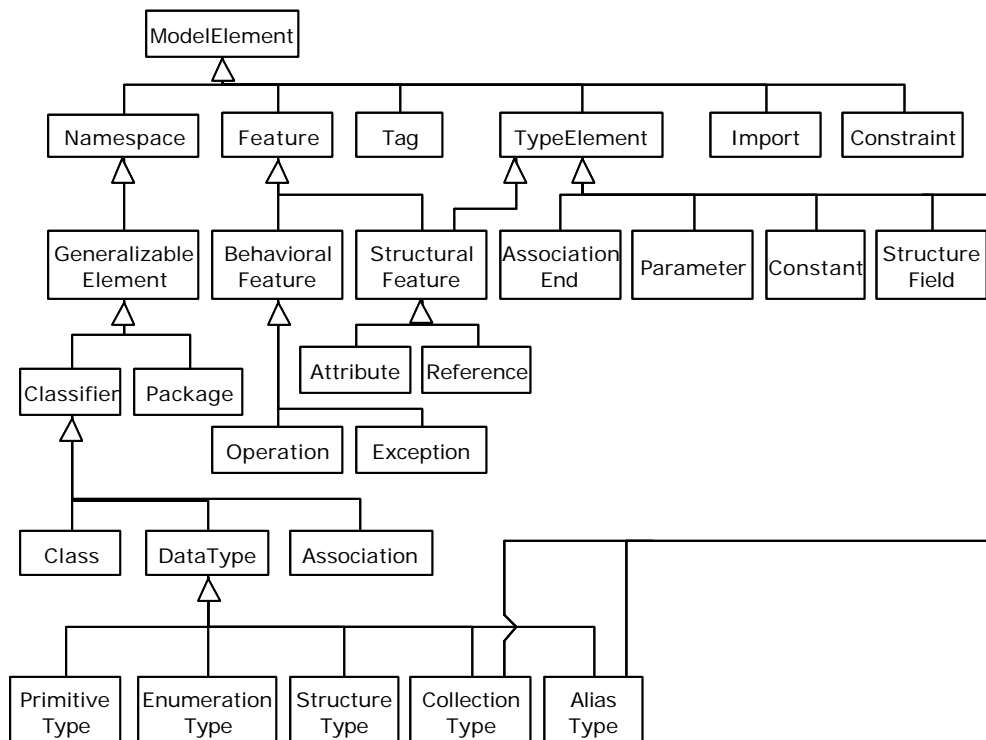 ModelElement
Namespace
Feature
Tag
TypeElement
Import
Constraint
Generalizable
Element
Behavioral
Feature
Structural
Feature
Association
End
Parameter
Constant
Structure
Field
Attribute
Reference
Classifier
Package
Operation
Exception
Class
DataType
Association
Primitive
Type
Enumeration
Type
Structure
Type
Collection
Type
Alias
Type